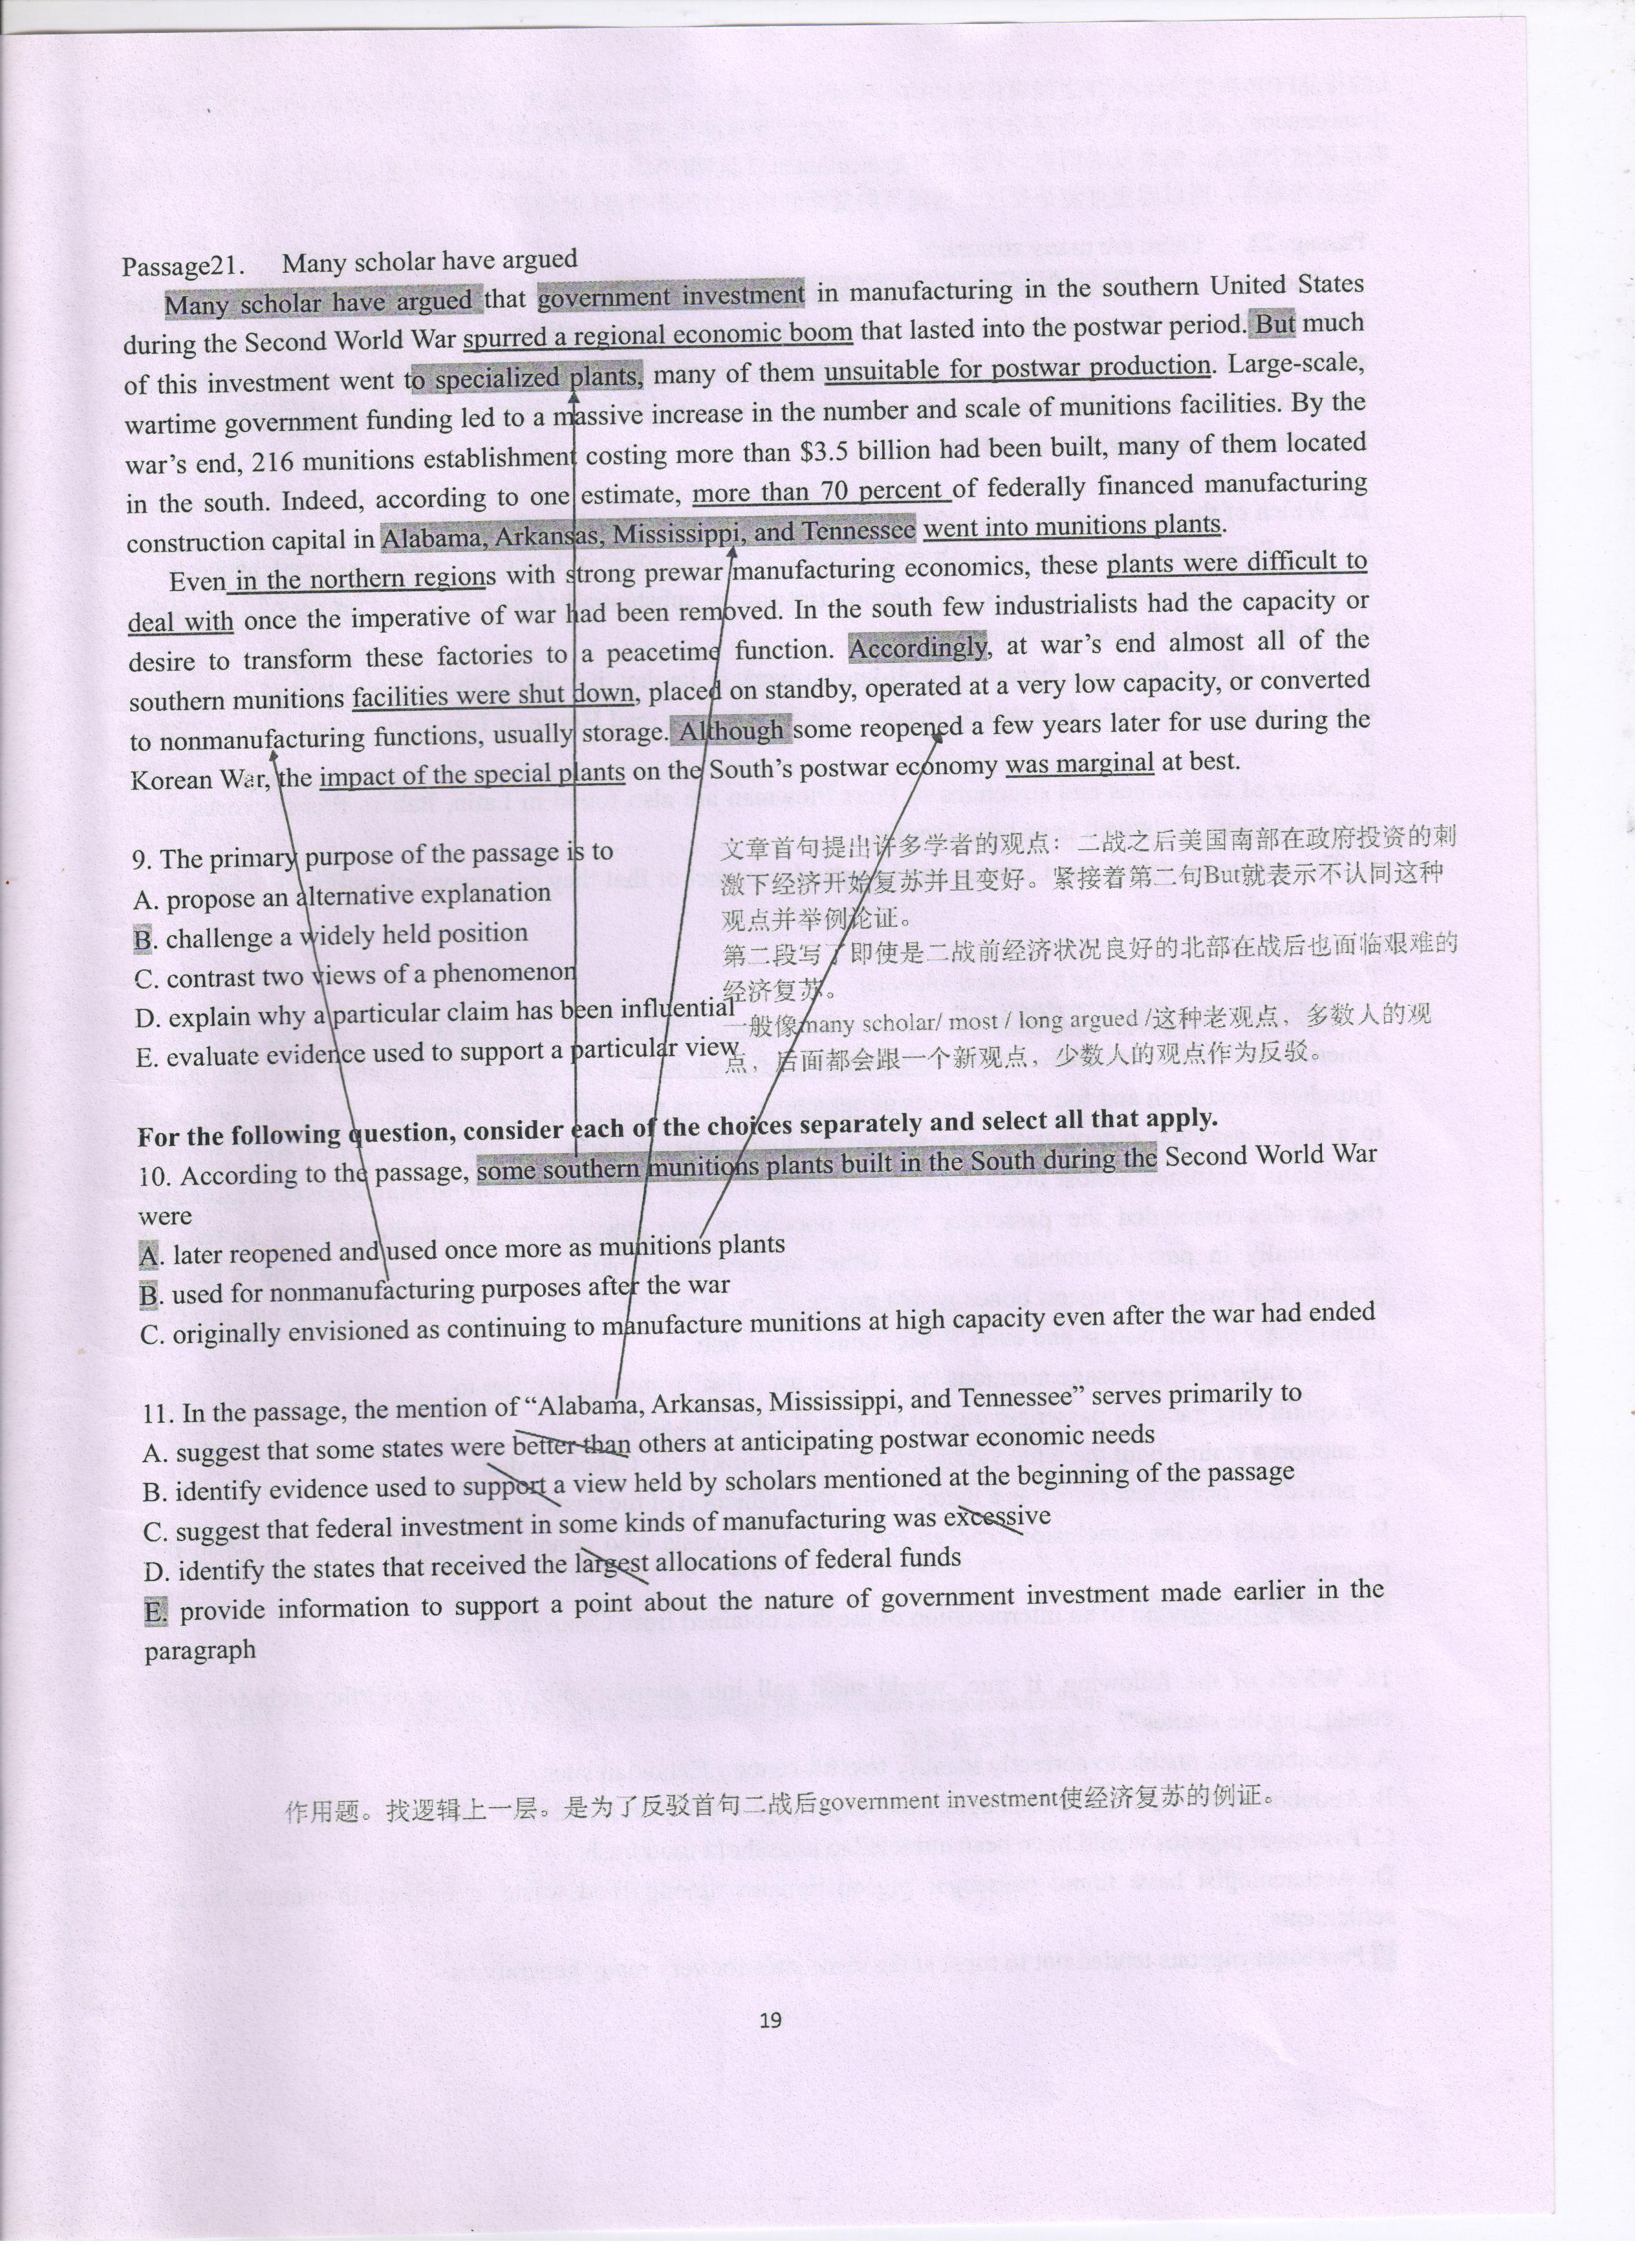 Passage21. Many scholar have argued
Many scholar have argued that government investment in manufacturing in the southern United States
during the Second World War spurred a regional economic boom that lasted into the postwar period. But much
of this investment went to specialized plants, many of them unsuitable for postwar production. Large-scale,
wartime government funding led to a massive increase in the number and scale of munitions facilities. By the
war's end, 216 munitions establishment costing more than $3.5 billion had been built, many of them located
in the south. Indeed, according to one estimate, more than 70 percent of federally financed manufacturing
construction capital in Alabama, Arkansas, Mississippi, and Tennessee went into munitions plants.
Even in the northern regions with strong prewar manufacturing economics, these plants were difficult to
deal with once the imperative of war had been removed. In the south few industrialists had the capacity or
desire to transform these factories to a peacetime function. Accordingly, at war's end almost all of the
southern munitions facilities were shut down, placed on standby, operated at a very low capacity, or converted
to nonmanufacturing functions, usually storage. Although some reopened a few years later for use during the
Korean War, the impact of the special plants on the South's postwar economy was marginal at best.
9. The primary purpose of the passage is to
A. propose an alternative explanation
B. challenge a widely held position
C. contrast two views of a phenomenon
D. explain why a particular claim has been influential
E. evaluate evidence used to support a particular view
文章首句提出许多学者的观点：二战之后美国南部在政府投资的刺
激下经济开始复苏并且变好。紧接着第二句But就表示不认同这种
观点并举例论证。
第二段写了即使是二战前经济状况良好的北部在战后也面临艰难的
经济复苏。
一般像many scholar/ most / long argued /这种老观点，多数人的观
点，后面都会跟一个新观点，少数人的观点作为反驳。
For the following question, consider each of the choices separately and select all that apply.
10. According to the passage, some southern munitions plants built in the South during the Second World War
were
A. later reopened and used once more as munitions plants
B. used for nonmanufacturing purposes after the war
C. originally envisioned as continuing to manufacture munitions at high capacity even after the war had ended
11. In the passage, the mention of "Alabama, Arkansas, Mississippi, and Tennessee" serves primarily to
A. suggest that some states were better than others at anticipating postwar economic needs
B. identify evidence used to support a view held by scholars mentioned at the beginning of the passage
C. suggest that federal investment in some kinds of manufacturing was excessive
D. identify the states that received the largest allocations of federal funds
E. provide information to support a point about the nature of government investment made earlier in the
paragraph
作用题。找逻辑上一层。是为了反驳首句二战后government investment使经济复苏的例证。
19